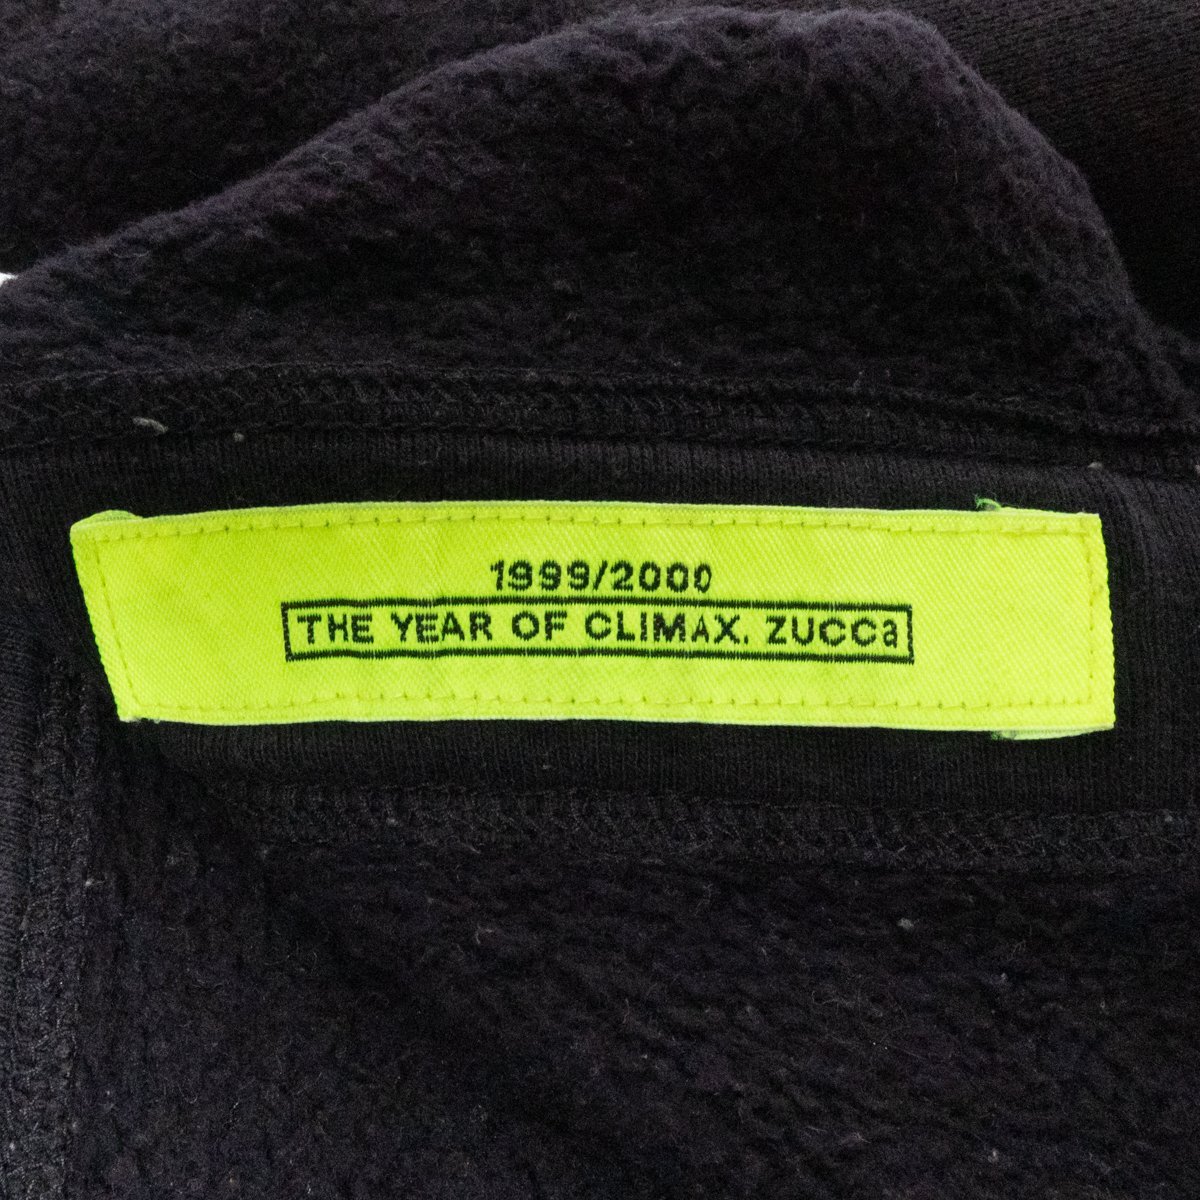 1999/2000
THE YEAR OF CLIMAX. ZUCCa